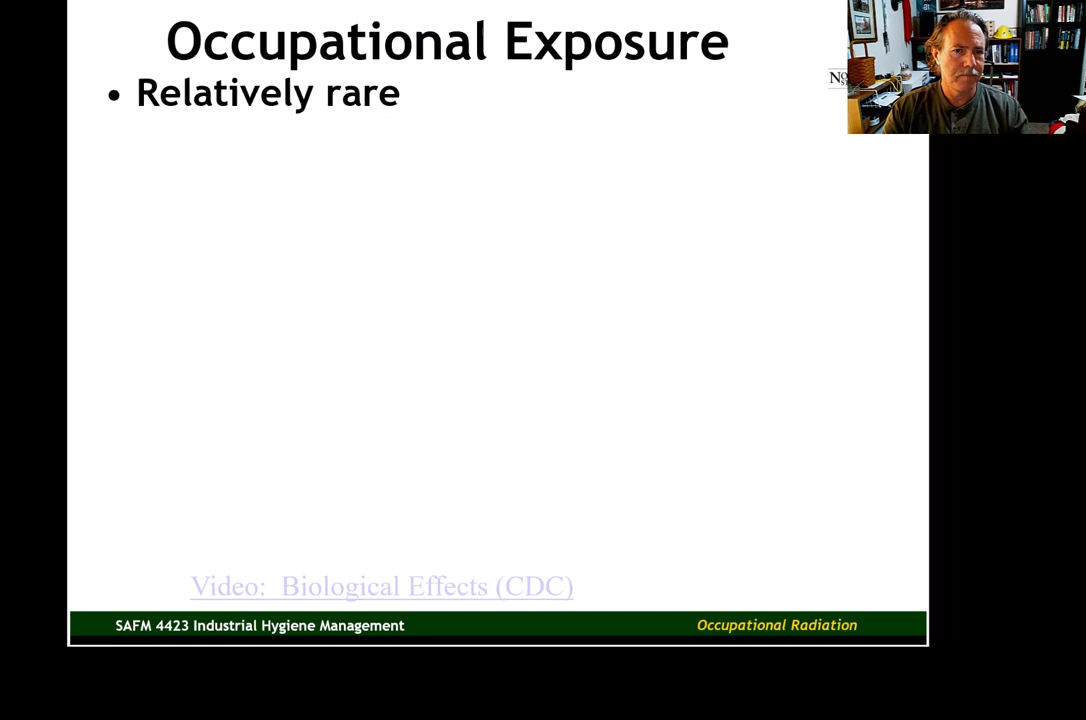 Occupational Exposure
• Relatively rare
Video: Biological Effects (CDC)
SAFM 4423 Industrial Hygiene Management
Occupational Radiation